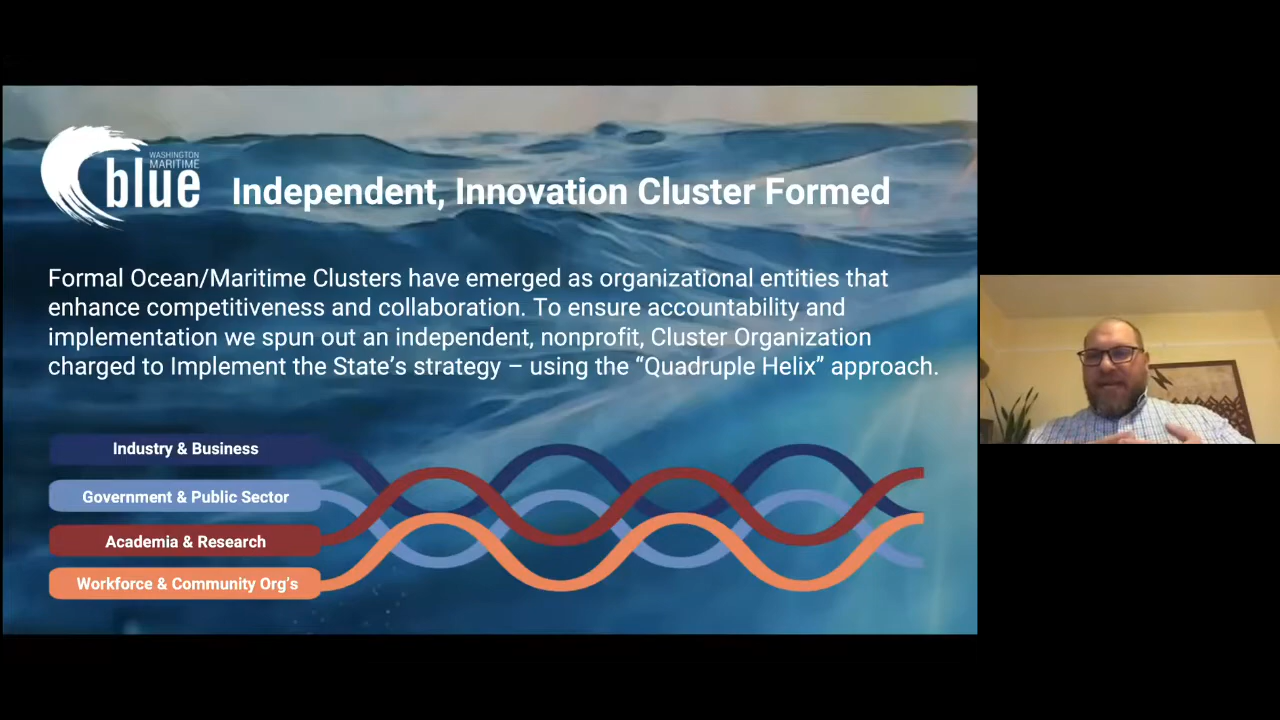 WASHINGTON
MARITIME
blue
Independent, Innovation Cluster Formed
Formal Ocean/Maritime Clusters have emerged as organizational entities that
enhance competitiveness and collaboration. To ensure accountability and
implementation we spun out an independent, nonprofit, Cluster Organization
charged to Implement the State’s strategy – using the “Quadruple Helix” approach.
Industry & Business
Government & Public Sector
Academia & Research
Workforce & Community Org’s